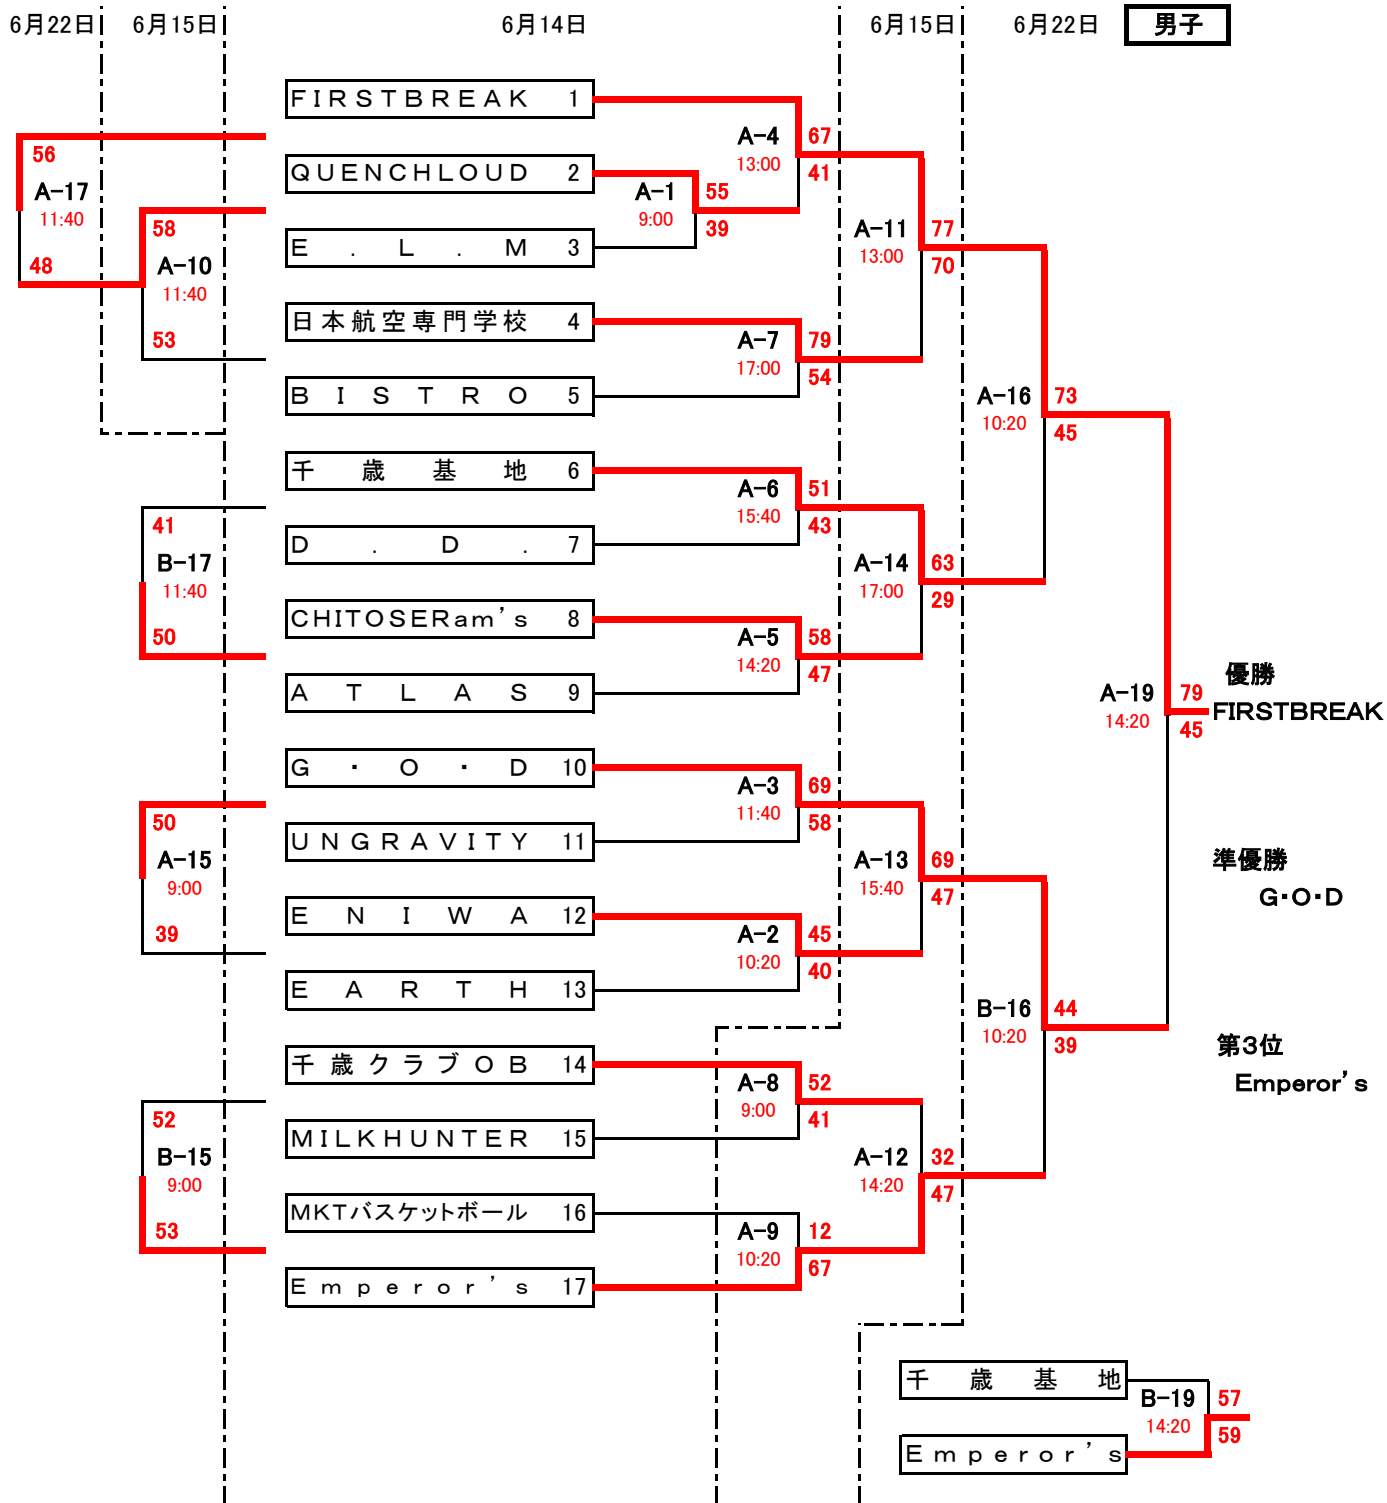 6月22日 6月15日 6月14日 6月15日 6月22日 男子
FIRSTBREAK 1
A-4 67
56
13:00 41
QUENCHLOUD 2
A-17 A-1 55
11:40 9:00 39
58 A-11 77
E . L . M 3
13:00 70
48 A-10
11:40
日本航空専門学校 4
53 A-7 79
17:00 54
BISTRO 5
A-16 73
10:20 45
千歳基地 6
A-6 51
15:40 43
41
D . D . 7
B-17 A-14 63
11:40 17:00 29
CHITOSERam's 8
50 A-5 58
14:20 47
優勝
ATLAS 9
A-19 79
FIRSTBREAK
14:20 45
G・O・D 10
A-3 69
11:40 58
50
UNGRAVITY 11
A-15 A-13 69
準優勝
9:00 15:40 47
G・O・D
ENIWA 12
39 A-2 45
10:20 40
EARTH 13
B-16 44
10:20 39
第3位
千歳クラブOB 14
A-8 52
Emperor's
9:00 41
52
MILKHUNTER 15
B-15 A-12 32
9:00 14:20 47
MKTバスケットボール 16
53 A-9 12
10:20 67
Emperor's 17
千歳基地
B-19 57
14:20 59
Emperor's